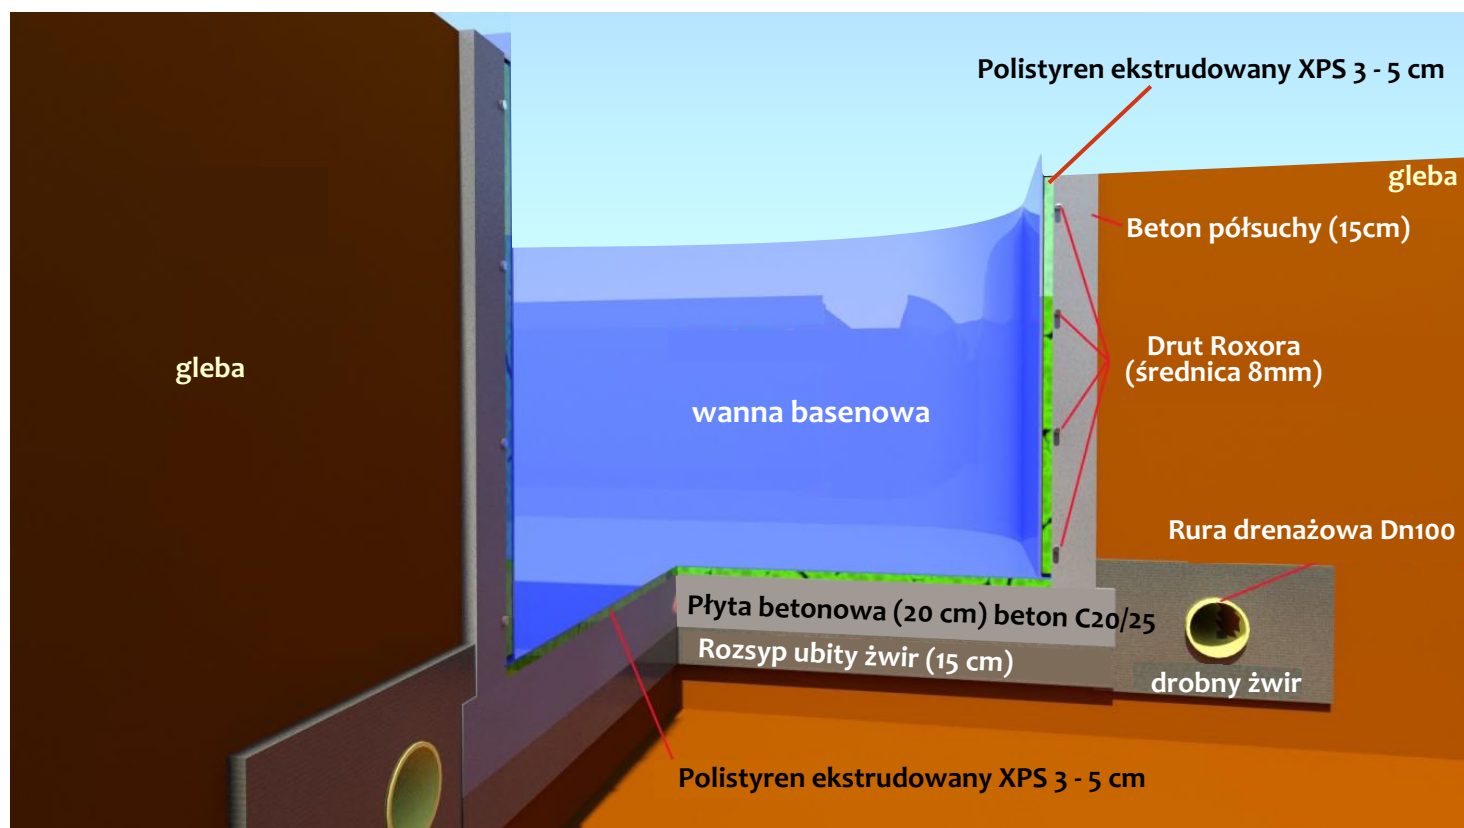 Polistyren ekstrudowany XPS 3 - 5 cm
gleba
Beton półsuchy (15cm)
Drut Roxora
(średnica 8mm)
gleba
wanna basenowa
Rura drenażowa Dn100
Płyta betonowa (20 cm) beton C20/25
Rozsyp ubity żwir (15 cm)
drobny żwir
Polistyren ekstrudowany XPS 3 - 5 cm